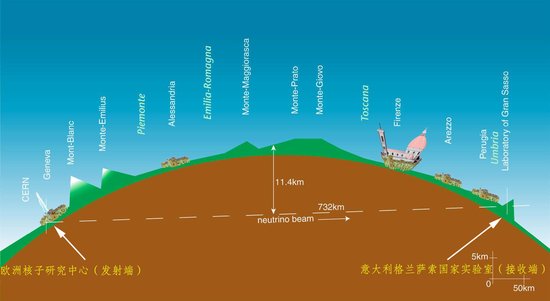 CERN
Geneva
Mont-Blanc
Monte-Emilius
Piemonte
Alessandria
Emilia-Romagna
Monte-Maggiorasca
Monte-Prato
Monte-Giovo
Toscana
Firenze
Arezzo
Perugia
Umbria
Laboratory of Gran Sasso
11.4km
732km
neutrino beam
欧洲核子研究中心（发射端）
意大利格兰萨索国家实验室（接收端）
5km
0
50km